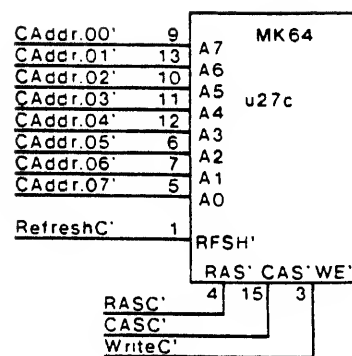 MK64
u27c
CAddr.00' 9 A7
CAddr.01' 13 A6
CAddr.02' 10 A5
CAddr.03' 11 A4
CAddr.04' 12 A3
CAddr.05' 6 A2
CAddr.06' 7 A1
CAddr.07' 5 A0
RefreshC' 1 RFSH'
RAS' CAS' WE'
4 15 3
RASC'
CASC'
WriteC'